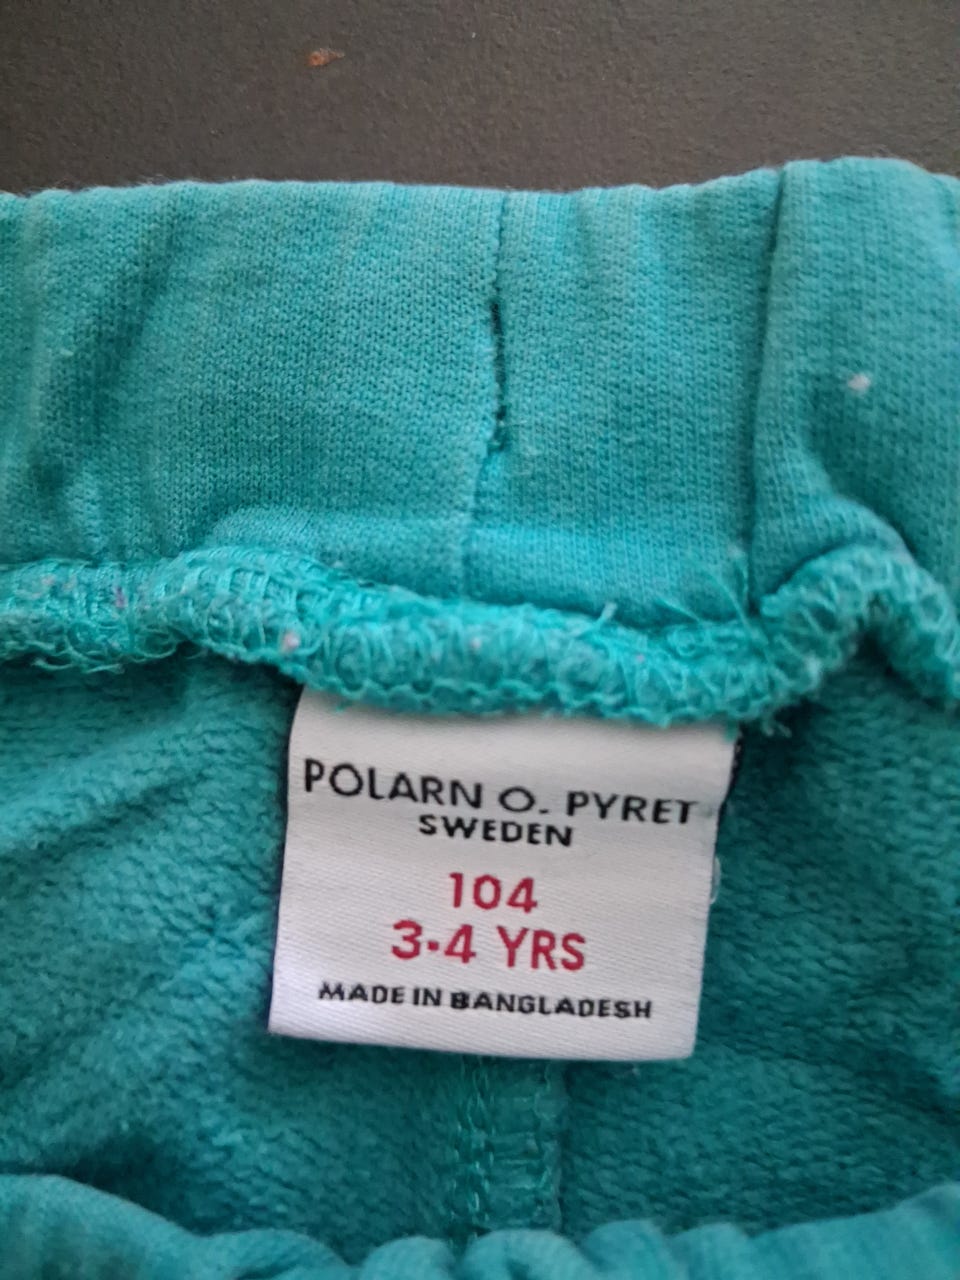 POLARN O. PYRET
SWEDEN
104
3-4 YRS
MADE IN BANGLADESH